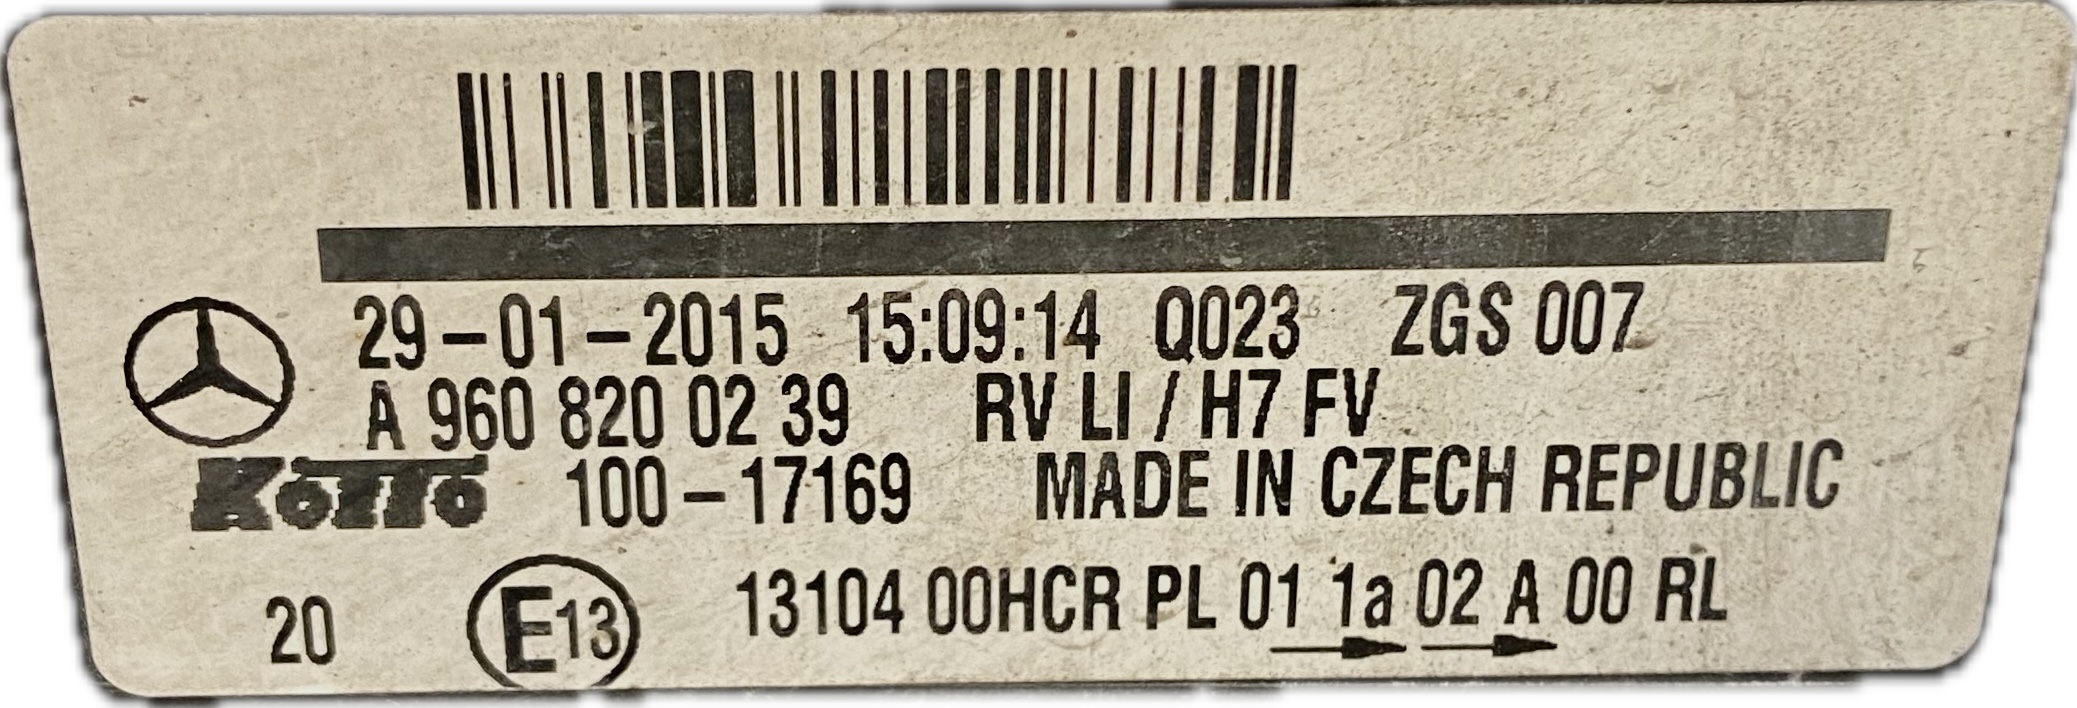 29-01-2015 15:09:14 Q023 ZGS 007
A 960 820 02 39 RV LI / H7 FV
KOITO 100-17169 MADE IN CZECH REPUBLIC
20 E13 13104 00HCR PL 01 1a 02 A 00 RL